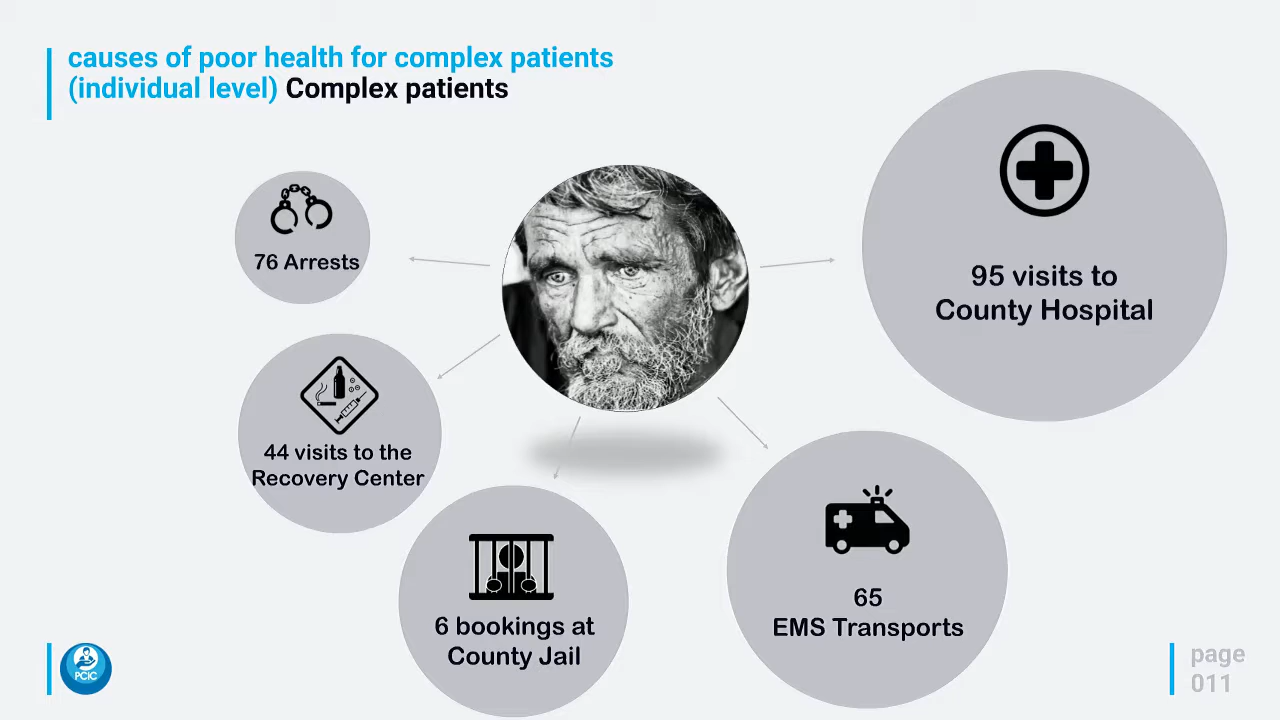 causes of poor health for complex patients
(individual level) Complex patients
76 Arrests
95 visits to
County Hospital
44 visits to the
Recovery Center
6 bookings at
County Jail
65
EMS Transports
PCIC
page
011